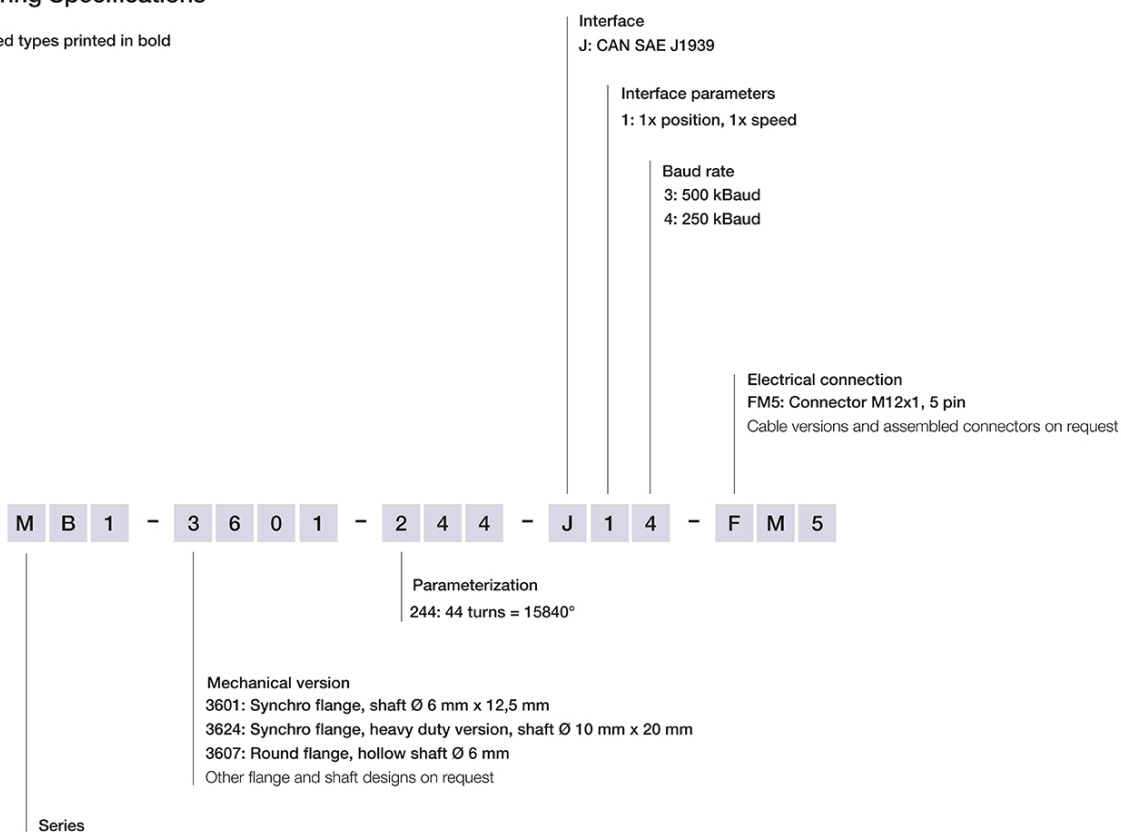 Interface
J: CAN SAE J1939
ed types printed in bold
Interface parameters
1: 1x position, 1x speed
Baud rate
3: 500 kBaud
4: 250 kBaud
Electrical connection
FM5: Connector M12x1, 5 pin
Cable versions and assembled connectors on request
M B 1 - 3 6 0 1 - 2 4 4 - J 1 4 - F M 5
Parameterization
244: 44 turns = 15840°
Mechanical version
3601: Synchro flange, shaft Ø 6 mm x 12,5 mm
3624: Synchro flange, heavy duty version, shaft Ø 10 mm x 20 mm
3607: Round flange, hollow shaft Ø 6 mm
Other flange and shaft designs on request
Series